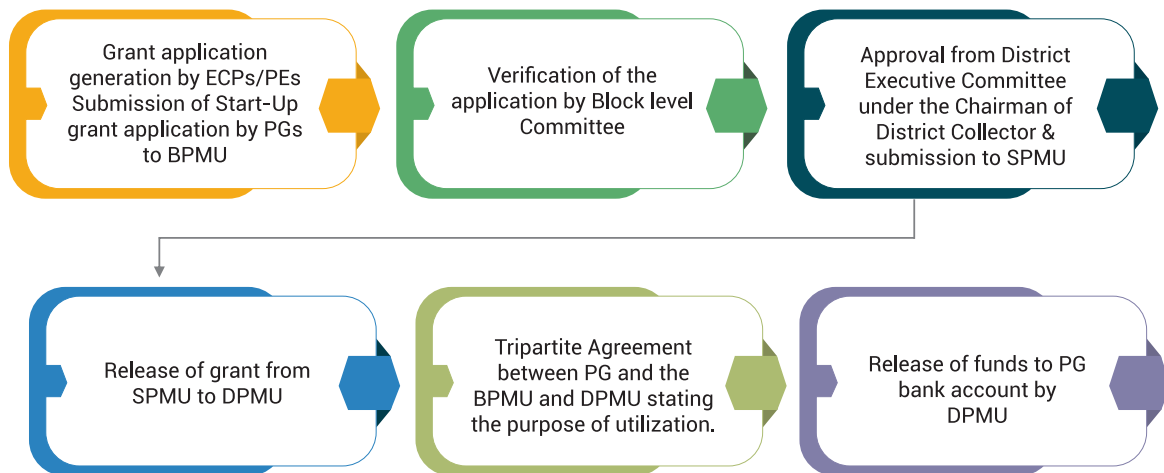 Grant application
generation by ECPs/PEs
Submission of Start-Up
grant application by PGs
to BPMU
Verification of the
application by Block level
Committee
Approval from District
Executive Committee
under the Chairman of
District Collector &
submission to SPMU
Release of grant from
SPMU to DPMU
Tripartite Agreement
between PG and the
BPMU and DPMU stating
the purpose of utilization.
Release of funds to PG
bank account by
DPMU